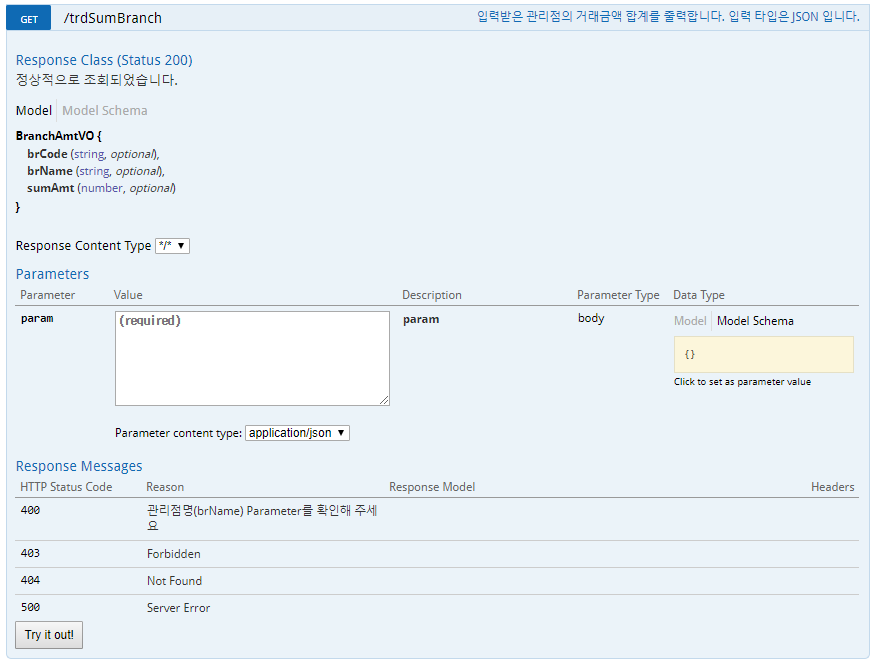 GET /trdSumBranch 입력받은 관리점의 거래금액 합계를 출력합니다. 입력 타입은 JSON 입니다.
Response Class (Status 200)
정상적으로 조회되었습니다.
Model Model Schema
BranchAmtVO {
brCode (string, optional),
brName (string, optional),
sumAmt (number, optional)
}
Response Content Type */* ▼
Parameters
Parameter Value Description Parameter Type Data Type
param (required) param body Model Model Schema
{}
Click to set as parameter value
Parameter content type: application/json ▼
Response Messages
HTTP Status Code Reason Response Model Headers
400 관리점명(brName) Parameter를 확인해 주세
요
403 Forbidden
404 Not Found
500 Server Error
Try it out!